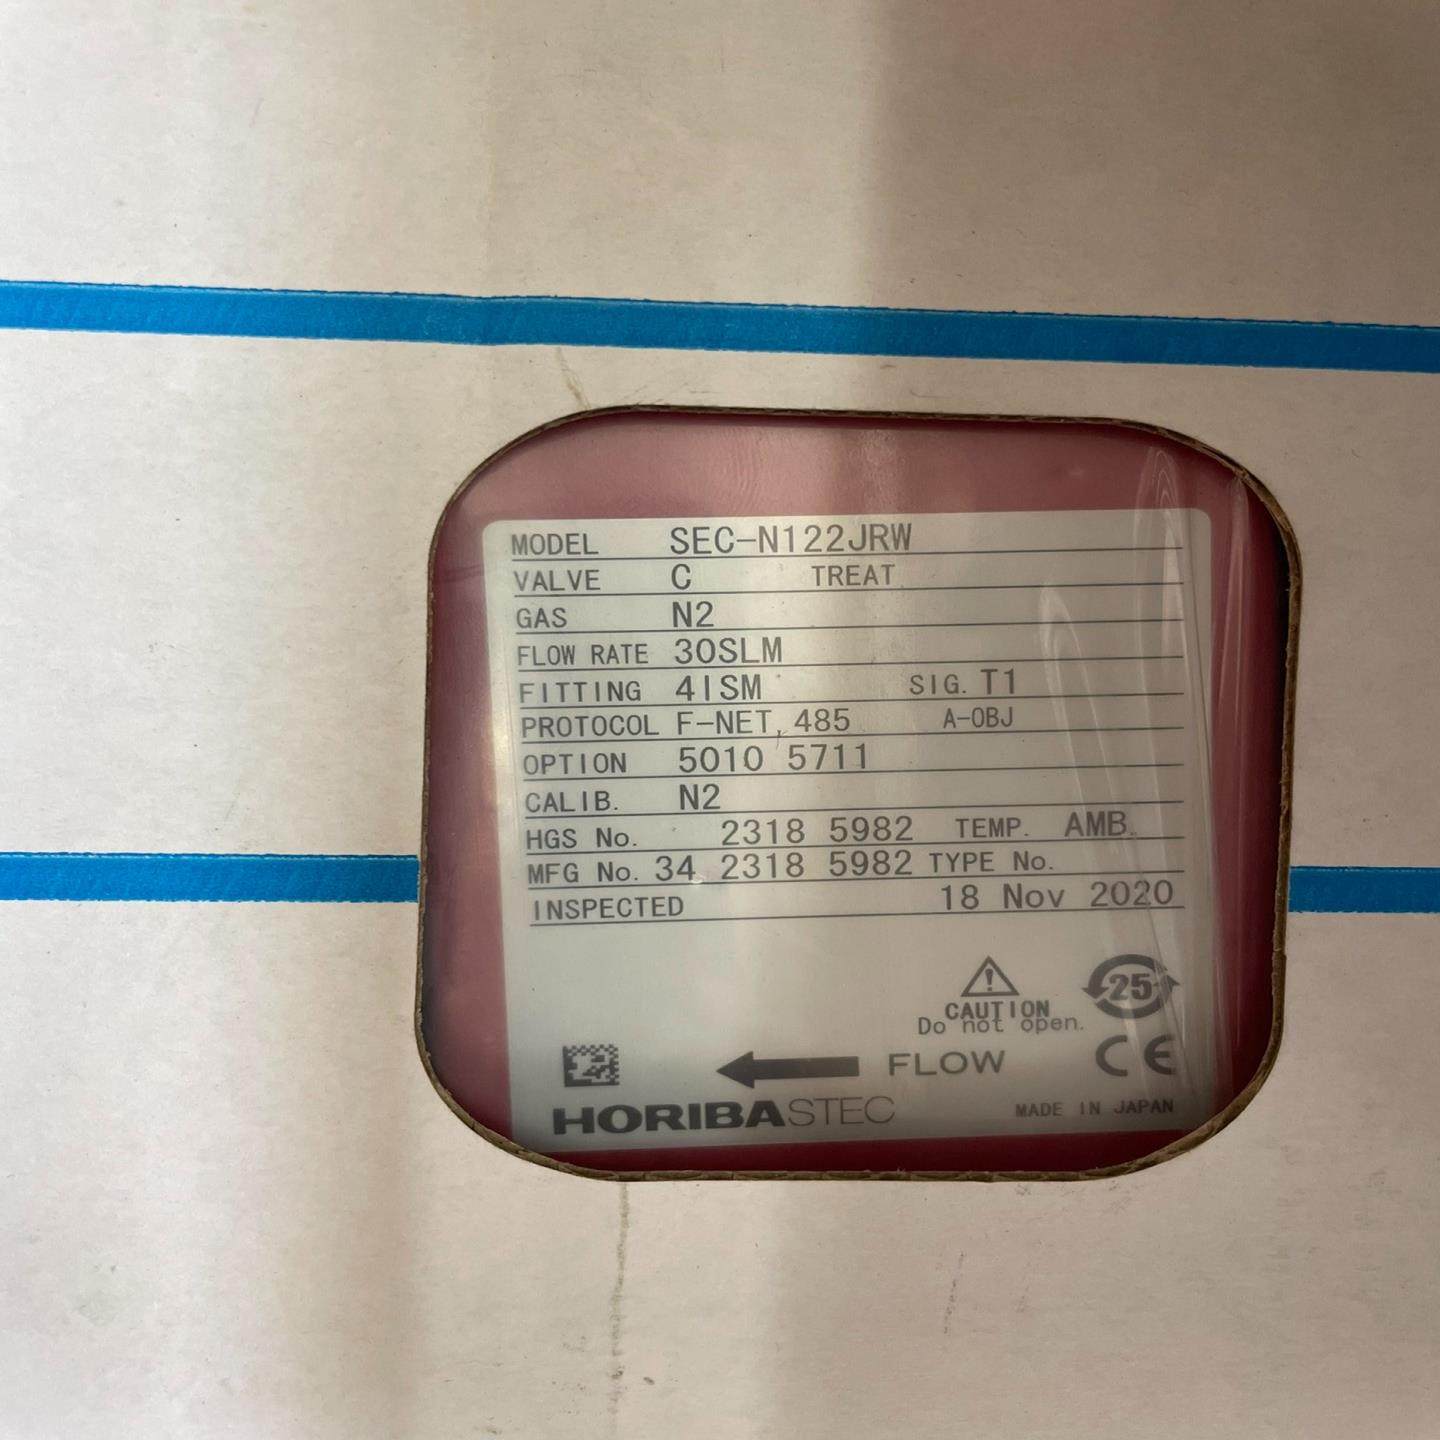 MODEL SEC-N122JRW
VALVE C TREAT
GAS N2
FLOW RATE 30SLM
FITTING 4ISM SIG. T1
PROTOCOL F-NET, 485 A-OBJ
OPTION 5010 5711
CALIB. N2
HGS No. 2318 5982 TEMP. AMB.
MFG No. 34 2318 5982 TYPE No.
INSPECTED 18 Nov 2020
25
CAUTION
Do not open.
FLOW CE
HORIBASTEC MADE IN JAPAN